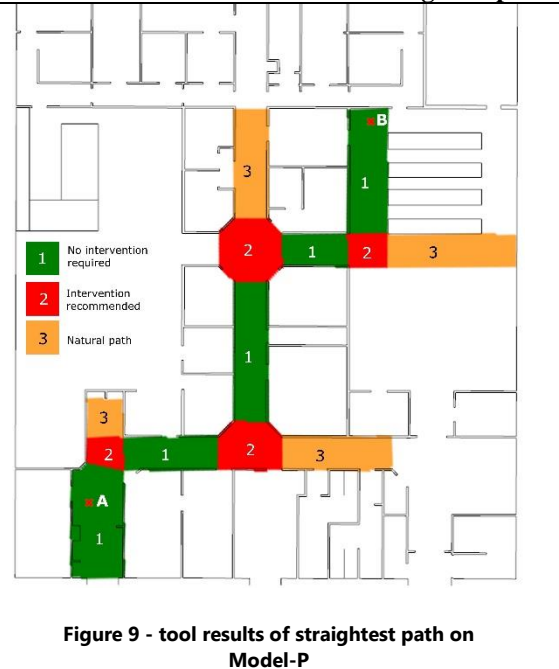 B
3
1
2
1
2
3
1 No intervention
required
2 Intervention
recommended
3 Natural path
1
3
2
1
2
3
A
1
Figure 9 - tool results of straightest path on
Model-P